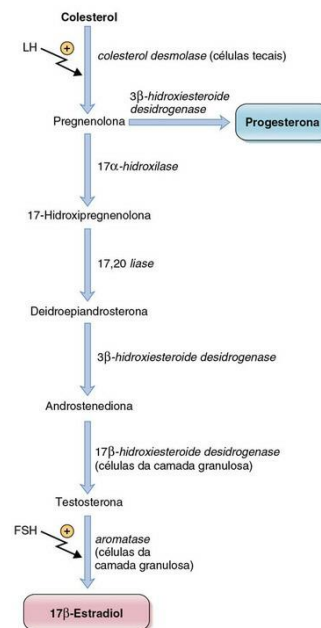 Colesterol
LH
+
colesterol desmolase (células tecais)
3β-hidroxiesteroide
desidrogenase
Pregnenolona
Progesterona
17α-hidroxilase
17-Hidroxipregnenolona
17,20 liase
Deidroepiandrosterona
3β-hidroxiesteroide desidrogenase
Androstenediona
17β-hidroxiesteroide desidrogenase
(células da camada granulosa)
Testosterona
FSH
+
aromatase
(células da
camada granulosa)
17β-Estradiol